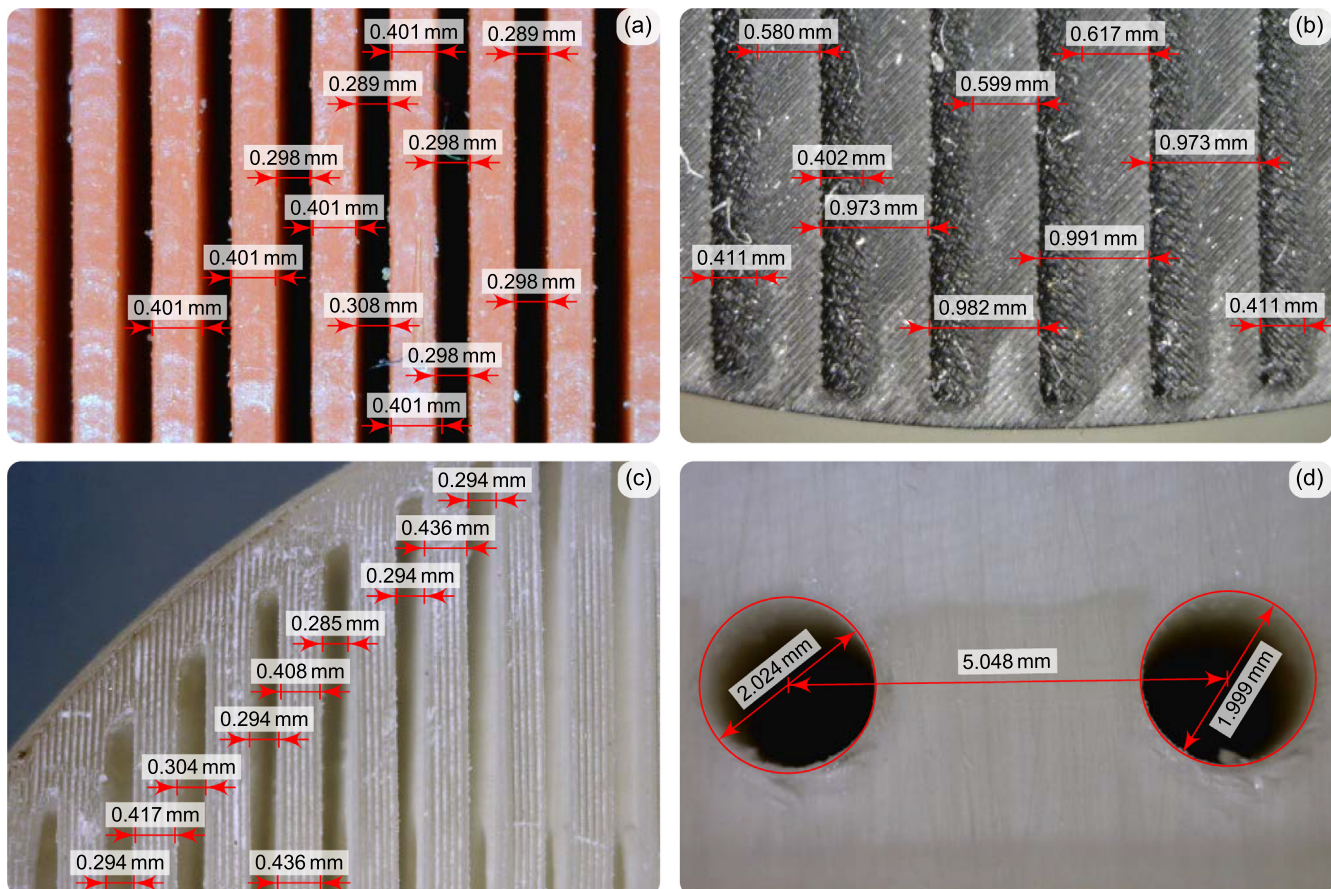 (a)
0.401 mm
0.289 mm
0.289 mm
0.298 mm
0.298 mm
0.401 mm
0.401 mm
0.298 mm
0.401 mm
0.308 mm
0.298 mm
0.401 mm
(b)
0.580 mm
0.617 mm
0.599 mm
0.402 mm
0.973 mm
0.973 mm
0.411 mm
0.991 mm
0.982 mm
0.411 mm
(c)
0.294 mm
0.436 mm
0.294 mm
0.285 mm
0.408 mm
0.294 mm
0.304 mm
0.417 mm
0.294 mm
0.436 mm
(d)
2.024 mm
5.048 mm
1.999 mm